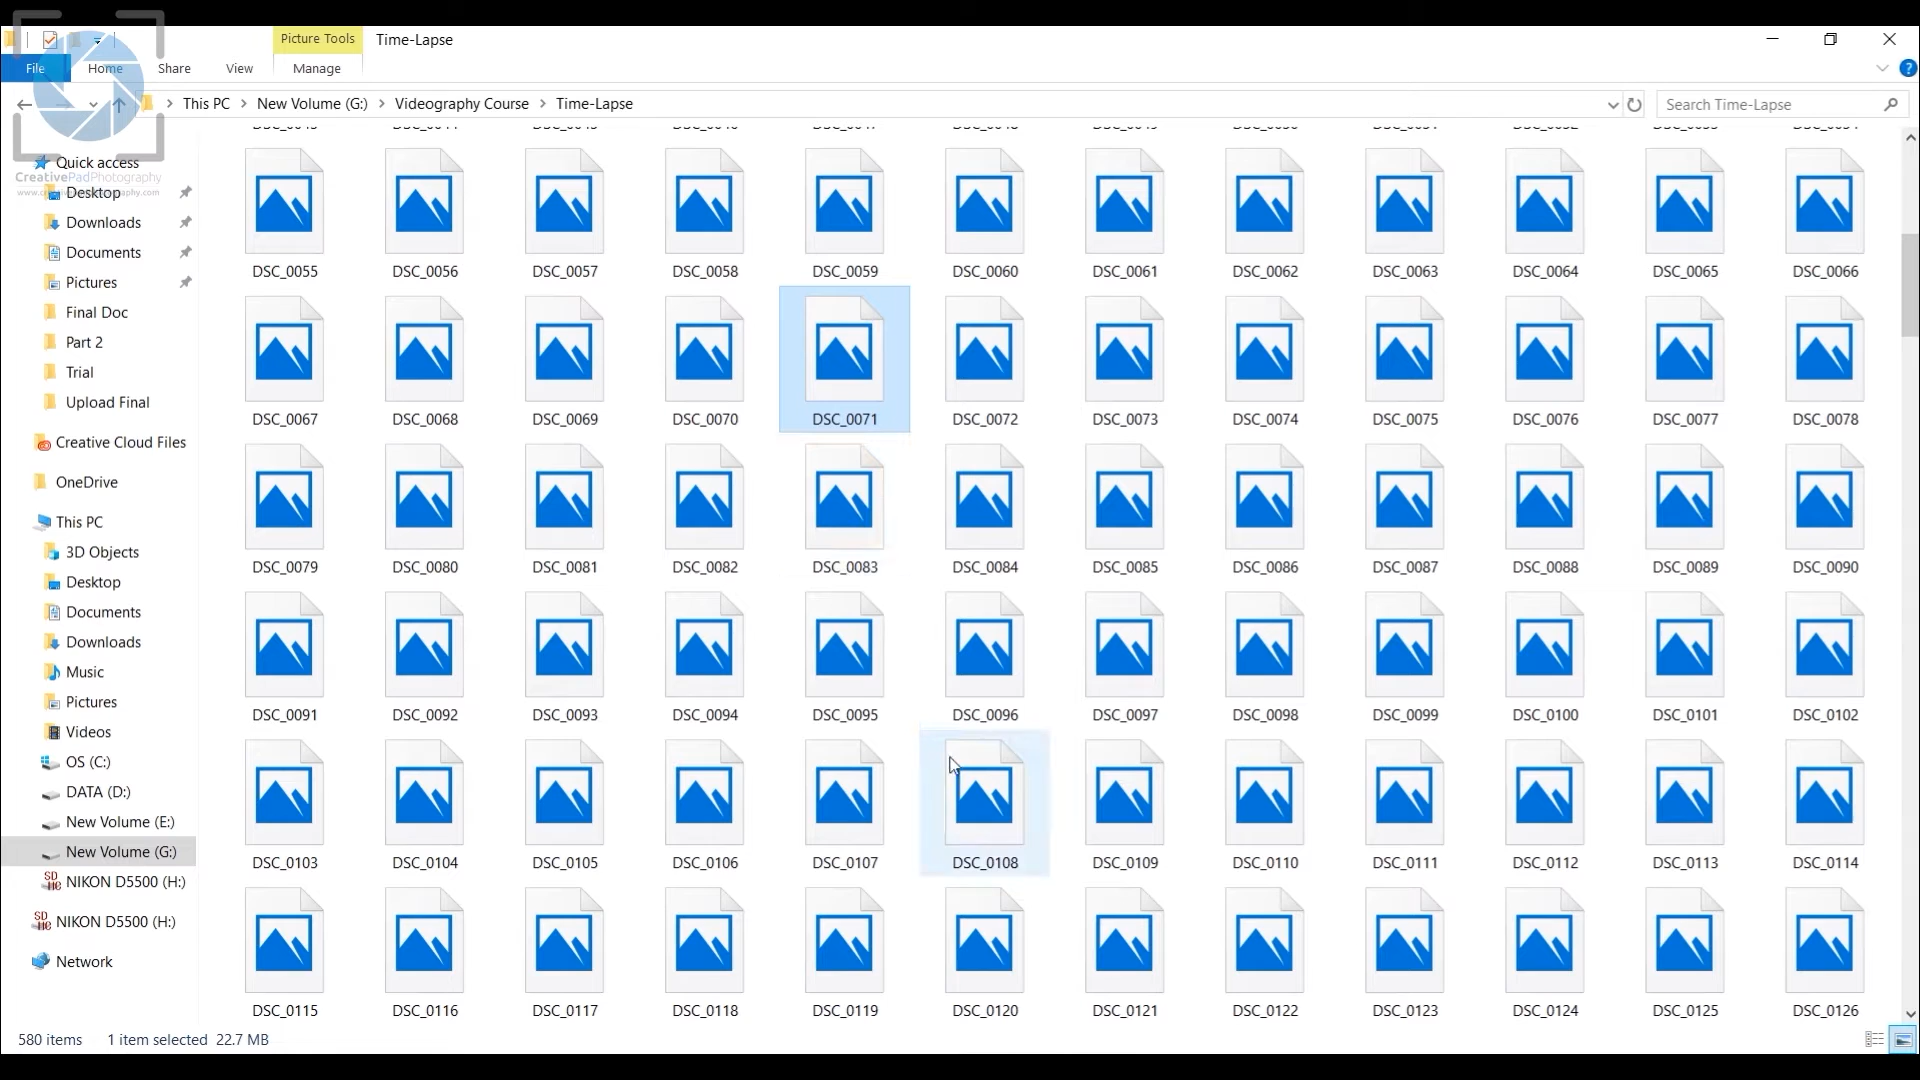 Picture Tools
Time-Lapse
File
Home
Share
View
Manage
This PC
New Volume (G:)
Videography Course
Time-Lapse
Search Time-Lapse
Quick access
CreativePadPhotography
Desktop
Downloads
Documents
Pictures
Final Doc
Part 2
Trial
Upload Final
Creative Cloud Files
OneDrive
This PC
3D Objects
Desktop
Documents
Downloads
Music
Pictures
Videos
OS (C:)
DATA (D:)
New Volume (E:)
New Volume (G:)
NIKON D5500 (H:)
NIKON D5500 (H:)
Network
DSC_0055 DSC_0056 DSC_0057 DSC_0058 DSC_0059 DSC_0060 DSC_0061 DSC_0062 DSC_0063 DSC_0064 DSC_0065 DSC_0066
DSC_0067 DSC_0068 DSC_0069 DSC_0070 DSC_0071 DSC_0072 DSC_0073 DSC_0074 DSC_0075 DSC_0076 DSC_0077 DSC_0078
DSC_0079 DSC_0080 DSC_0081 DSC_0082 DSC_0083 DSC_0084 DSC_0085 DSC_0086 DSC_0087 DSC_0088 DSC_0089 DSC_0090
DSC_0091 DSC_0092 DSC_0093 DSC_0094 DSC_0095 DSC_0096 DSC_0097 DSC_0098 DSC_0099 DSC_0100 DSC_0101 DSC_0102
DSC_0103 DSC_0104 DSC_0105 DSC_0106 DSC_0107 DSC_0108 DSC_0109 DSC_0110 DSC_0111 DSC_0112 DSC_0113 DSC_0114
DSC_0115 DSC_0116 DSC_0117 DSC_0118 DSC_0119 DSC_0120 DSC_0121 DSC_0122 DSC_0123 DSC_0124 DSC_0125 DSC_0126
580 items
1 item selected 22.7 MB